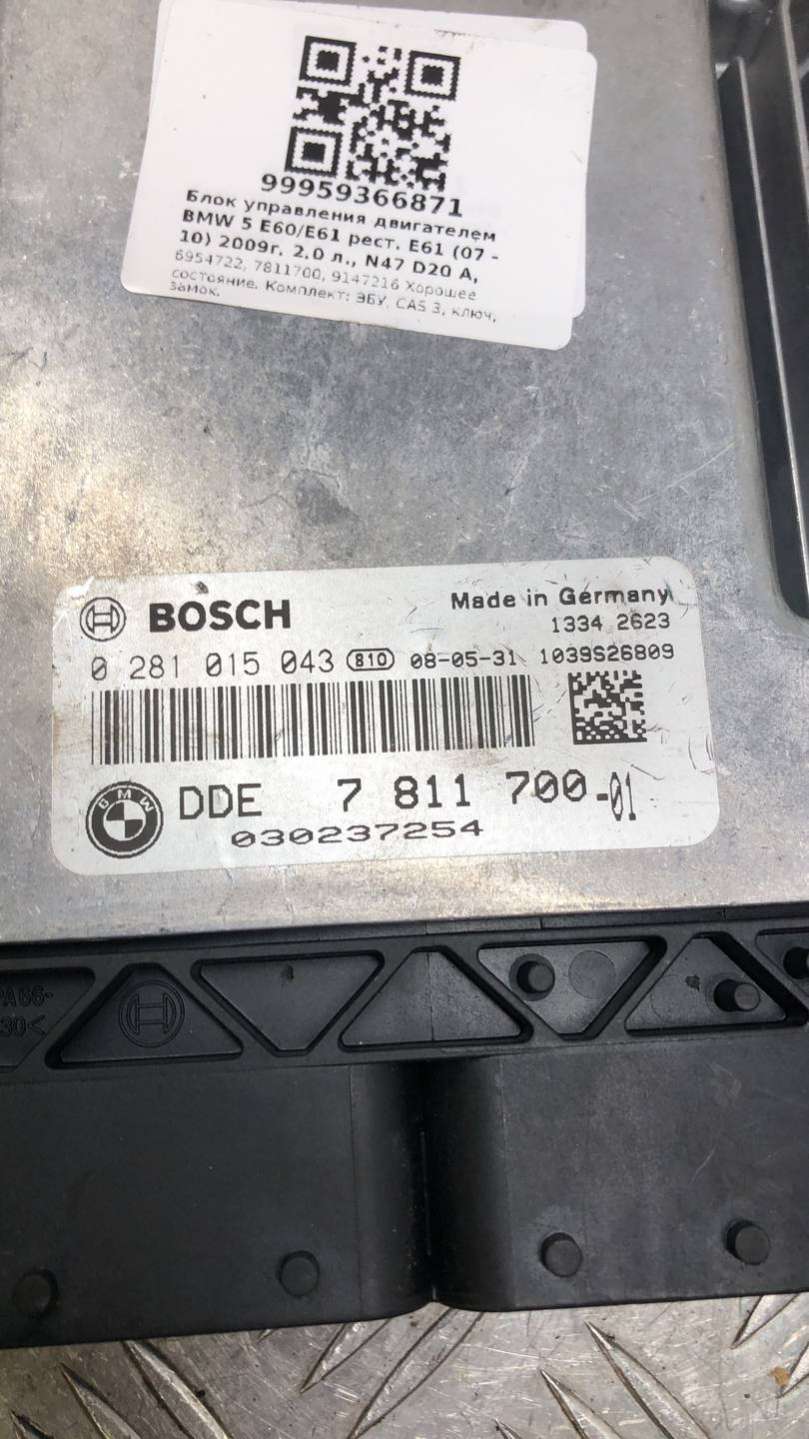 99959366871
Блок управления двигателем
BMW 5 E60/E61 рест. E61 (07 -
10) 2009г. 2.0 л., N47 D20 A,
6954722, 7811700, 9147216 Хорошее
состояние. Комплект: ЭБУ, CAS 3, ключ,
замок.
BOSCH
Made in Germany
1334 2623
0 281 015 043 810 08-05-31 1039S26809
BMW
DDE 7 811 700-01
030237254